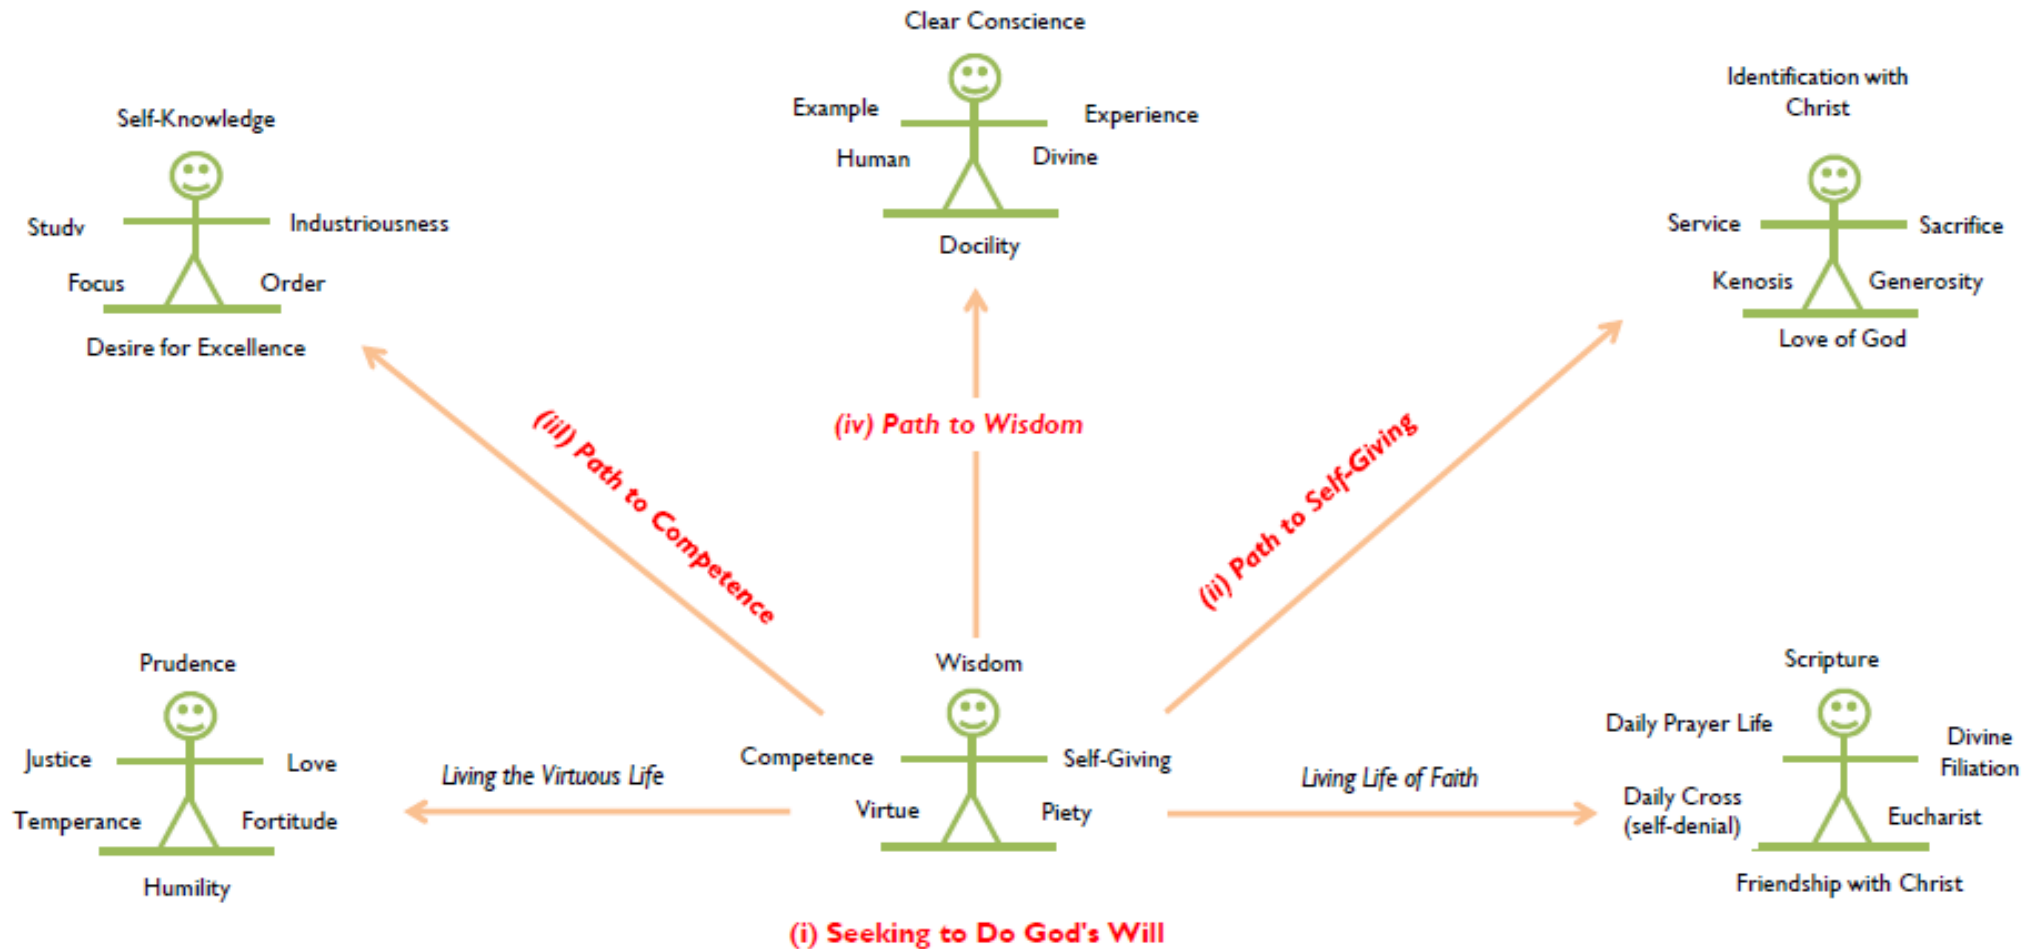 Clear Conscience
Example
Experience
Human
Divine
Docility
Self-Knowledge
Studv
Industriousness
Focus
Order
Desire for Excellence
Identification with
Christ
Service
Sacrifice
Kenosis
Generosity
Love of God
(iii) Path to Competence
(iv) Path to Wisdom
(ii) Path to Self-Giving
Prudence
Justice
Love
Temperance
Fortitude
Humility
Living the Virtuous Life
Wisdom
Competence
Self-Giving
Virtue
Piety
Living Life of Faith
Scripture
Daily Prayer Life
Divine
Filiation
Daily Cross
(self-denial)
Eucharist
Friendship with Christ
(i) Seeking to Do God's Will